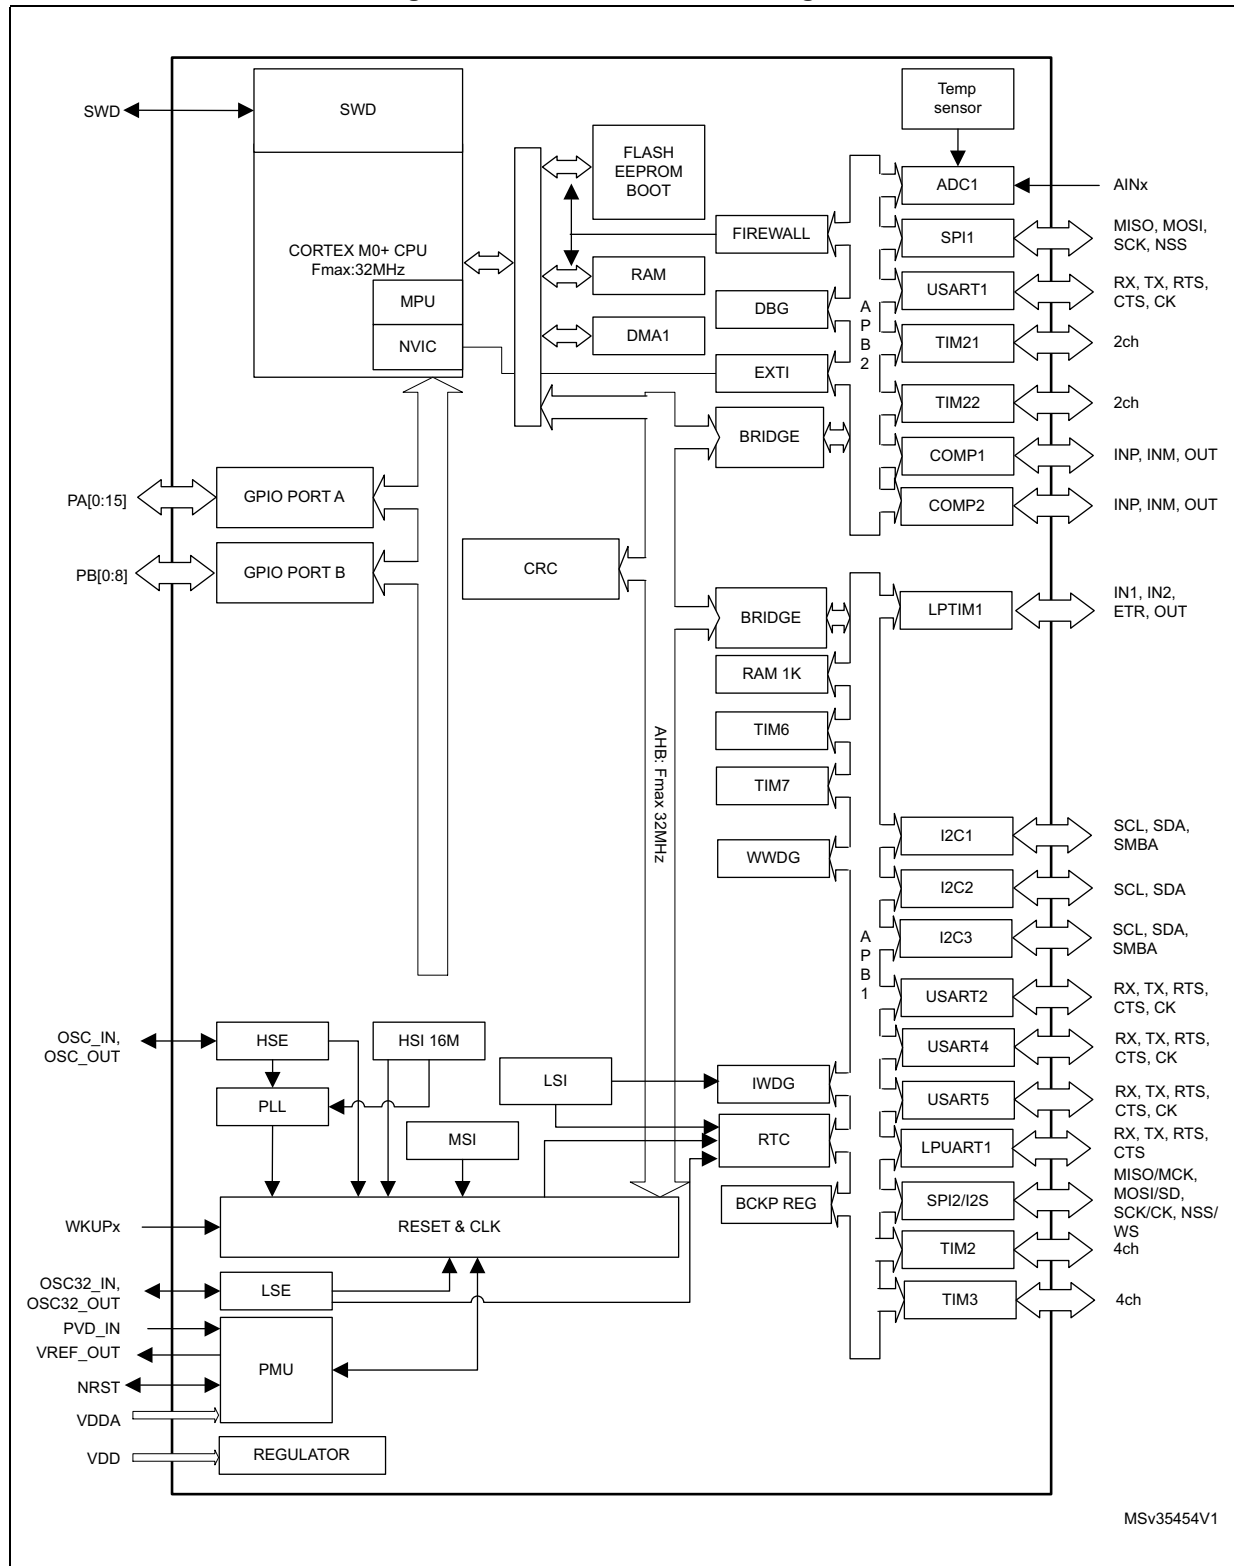 SWD
SWD
Temp
sensor
FLASH
EEPROM
BOOT
ADC1
AINx
CORTEX M0+ CPU
Fmax:32MHz
FIREWALL
SPI1
MISO, MOSI,
SCK, NSS
RAM
MPU
USART1
RX, TX, RTS,
CTS, CK
DBG
A
P
B
2
NVIC
DMA1
TIM21
2ch
EXTI
TIM22
2ch
BRIDGE
COMP1
INP, INM, OUT
PA[0:15]
GPIO PORT A
COMP2
INP, INM, OUT
PB[0:8]
GPIO PORT B
CRC
BRIDGE
LPTIM1
IN1, IN2,
ETR, OUT
RAM 1K
TIM6
AHB: Fmax 32MHz
TIM7
I2C1
SCL, SDA,
SMBA
WWDG
I2C2
SCL, SDA
A
P
B
1
I2C3
SCL, SDA,
SMBA
USART2
RX, TX, RTS,
CTS, CK
OSC_IN,
OSC_OUT
HSE
HSI 16M
USART4
RX, TX, RTS,
CTS, CK
LSI
IWDG
PLL
USART5
RX, TX, RTS,
CTS, CK
MSI
RTC
LPUART1
RX, TX, RTS,
CTS
BCKP REG
SPI2/I2S
MISO/MCK,
MOSI/SD,
SCK/CK, NSS/
WS
WKUPx
RESET & CLK
TIM2
4ch
OSC32_IN,
OSC32_OUT
LSE
TIM3
4ch
PVD_IN
VREF_OUT
PMU
NRST
VDDA
VDD
REGULATOR
MSv35454V1